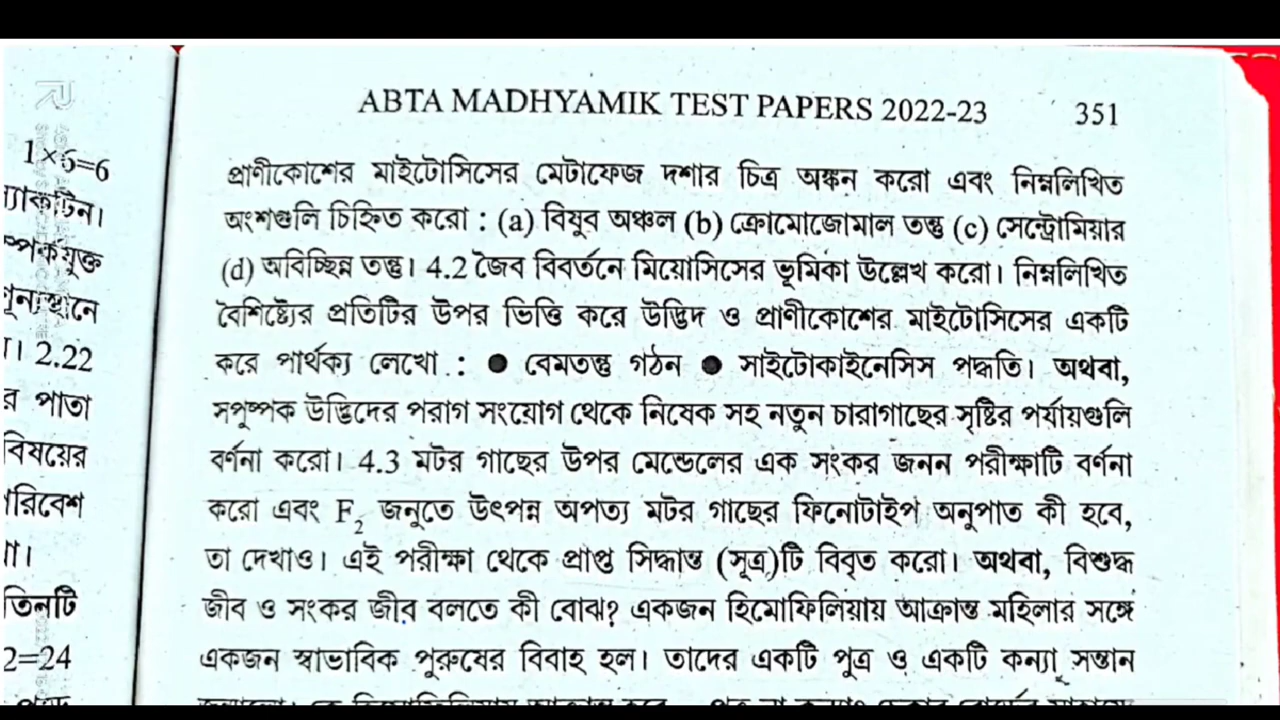 ABTA MADHYAMIK TEST PAPERS 2022-23 351
1×6=6
প্রাণীকোশের মাইটোসিসের মেটাফেজ দশার চিত্র অঙ্কন করো এবং নিম্নলিখিত
অংশগুলি চিহ্নিত করো : (a) বিষুব অঞ্চল (b) ক্রোমোজোমাল তন্তু (c) সেন্ট্রোমিয়ার
(d) অবিচ্ছিন্ন তন্তু। 4.2 জৈব বিবর্তনে মিয়োসিসের ভূমিকা উল্লেখ করো। নিম্নলিখিত
বৈশিষ্ট্যের প্রতিটির উপর ভিত্তি করে উদ্ভিদ ও প্রাণীকোশের মাইটোসিসের একটি
2.22
করে পার্থক্য লেখো : ● বেমতন্তু গঠন ● সাইটোকাইনেসিস পদ্ধতি। অথবা,
র পাতা
সপুষ্পক উদ্ভিদের পরাগ সংযোগ থেকে নিষেক সহ নতুন চারাগাছের সৃষ্টির পর্যায়গুলি
বিষয়ের
বর্ণনা করো। 4.3 মটর গাছের উপর মেন্ডেলের এক সংকর জনন পরীক্ষাটি বর্ণনা
করো এবং F₂ জনুতে উৎপন্ন অপত্য মটর গাছের ফিনোটাইপ অনুপাত কী হবে,
তা দেখাও। এই পরীক্ষা থেকে প্রাপ্ত সিদ্ধান্ত (সূত্র)টি বিবৃত করো। অথবা, বিশুদ্ধ
তিনটি
জীব ও সংকর জীব বলতে কী বোঝ? একজন হিমোফিলিয়ায় আক্রান্ত মহিলার সঙ্গে
2=24
একজন স্বাভাবিক পুরুষের বিবাহ হল। তাদের একটি পুত্র ও একটি কন্যা সন্তান